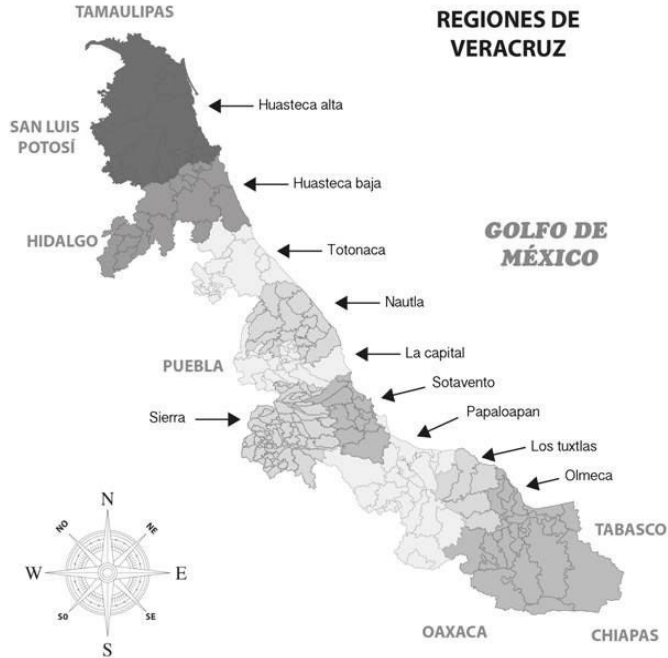 TAMAULIPAS
REGIONES DE
VERACRUZ
Huasteca alta
SAN LUIS
POTOSÍ
Huasteca baja
HIDALGO
GOLFO DE
MÉXICO
Totonaca
Nautla
La capital
PUEBLA
Sotavento
Sierra
Papaloapan
Los tuxtlas
Olmeca
N
NO
NE
TABASCO
W
E
SO
SE
S
OAXACA
CHIAPAS